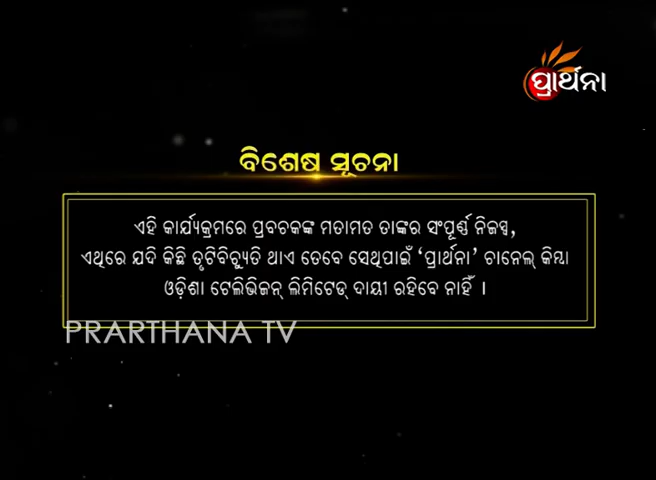 ପ୍ରାର୍ଥନା
ବିଶେଷ ସୂଚନା
ଏହି କାର୍ଯ୍ୟକ୍ରମରେ ପ୍ରବଚକଙ୍କ ମତାମତ ତାଙ୍କର ସଂପୂର୍ଣ୍ଣ ନିଜସ୍ୱ,
ଏଥିରେ ଯଦି କିଛି ତୃଟିବିଚ୍ୟୁତି ଥାଏ ତେବେ ସେଥିପାଇଁ ‘ପ୍ରାର୍ଥନା’ ଚାନେଲ୍ କିମ୍ବା
ଓଡ଼ିଶା ଟେଲିଭିଜନ୍ ଲିମିଟେଡ୍ ଦାୟୀ ରହିବେ ନାହିଁ ।
PRARTHANA TV